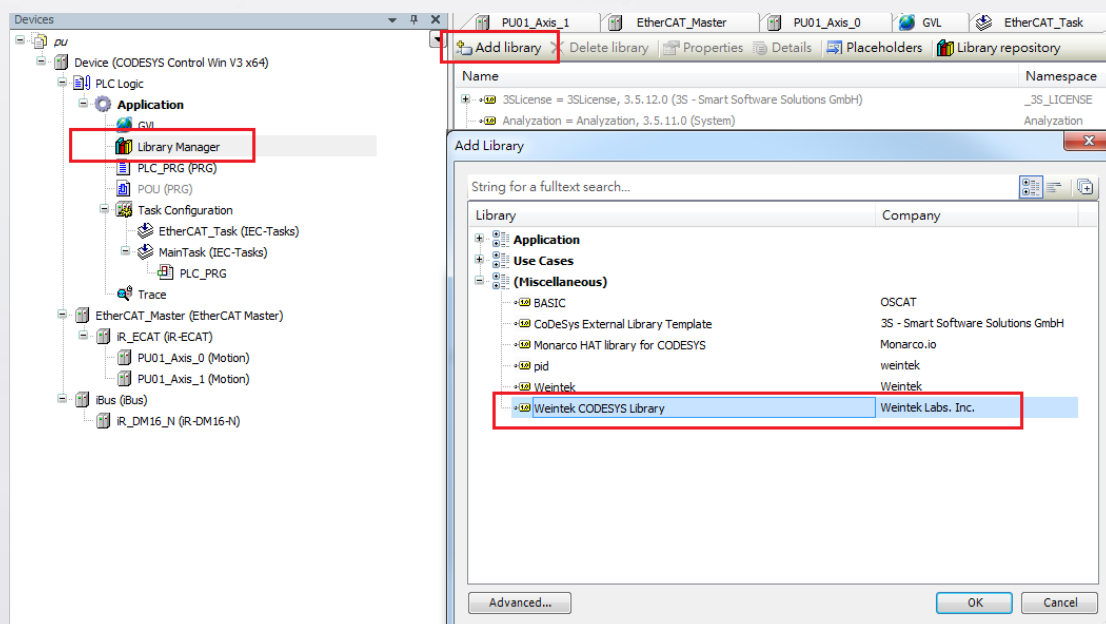 Devices
pu
Device (CODESYS Control Win V3 x64)
PLC Logic
Application
GVL
Library Manager
PLC_PRG (PRG)
POU (PRG)
Task Configuration
EtherCAT_Task (IEC-Tasks)
MainTask (IEC-Tasks)
PLC_PRG
Trace
EtherCAT_Master (EtherCAT Master)
iR_ECAT (iR-ECAT)
PU01_Axis_0 (Motion)
PU01_Axis_1 (Motion)
iBus (iBus)
iR_DM16_N (iR-DM16-N)
PU01_Axis_1 EtherCAT_Master PU01_Axis_0 GVL EtherCAT_Task
Add library Delete library Properties Details Placeholders Library repository
Name Namespace
3SLicense = 3SLicense, 3.5.12.0 (3S - Smart Software Solutions GmbH) _3S_LICENSE
Analyzation = Analyzation, 3.5.11.0 (System) Analyzation
Add Library
String for a fulltext search...
Library Company
Application
Use Cases
(Miscellaneous)
BASIC OSCAT
CoDeSys External Library Template 3S - Smart Software Solutions GmbH
Monarco HAT library for CODESYS Monarco.io
pid weintek
Weintek Weintek
Weintek CODESYS Library Weintek Labs. Inc.
Advanced... OK Cancel